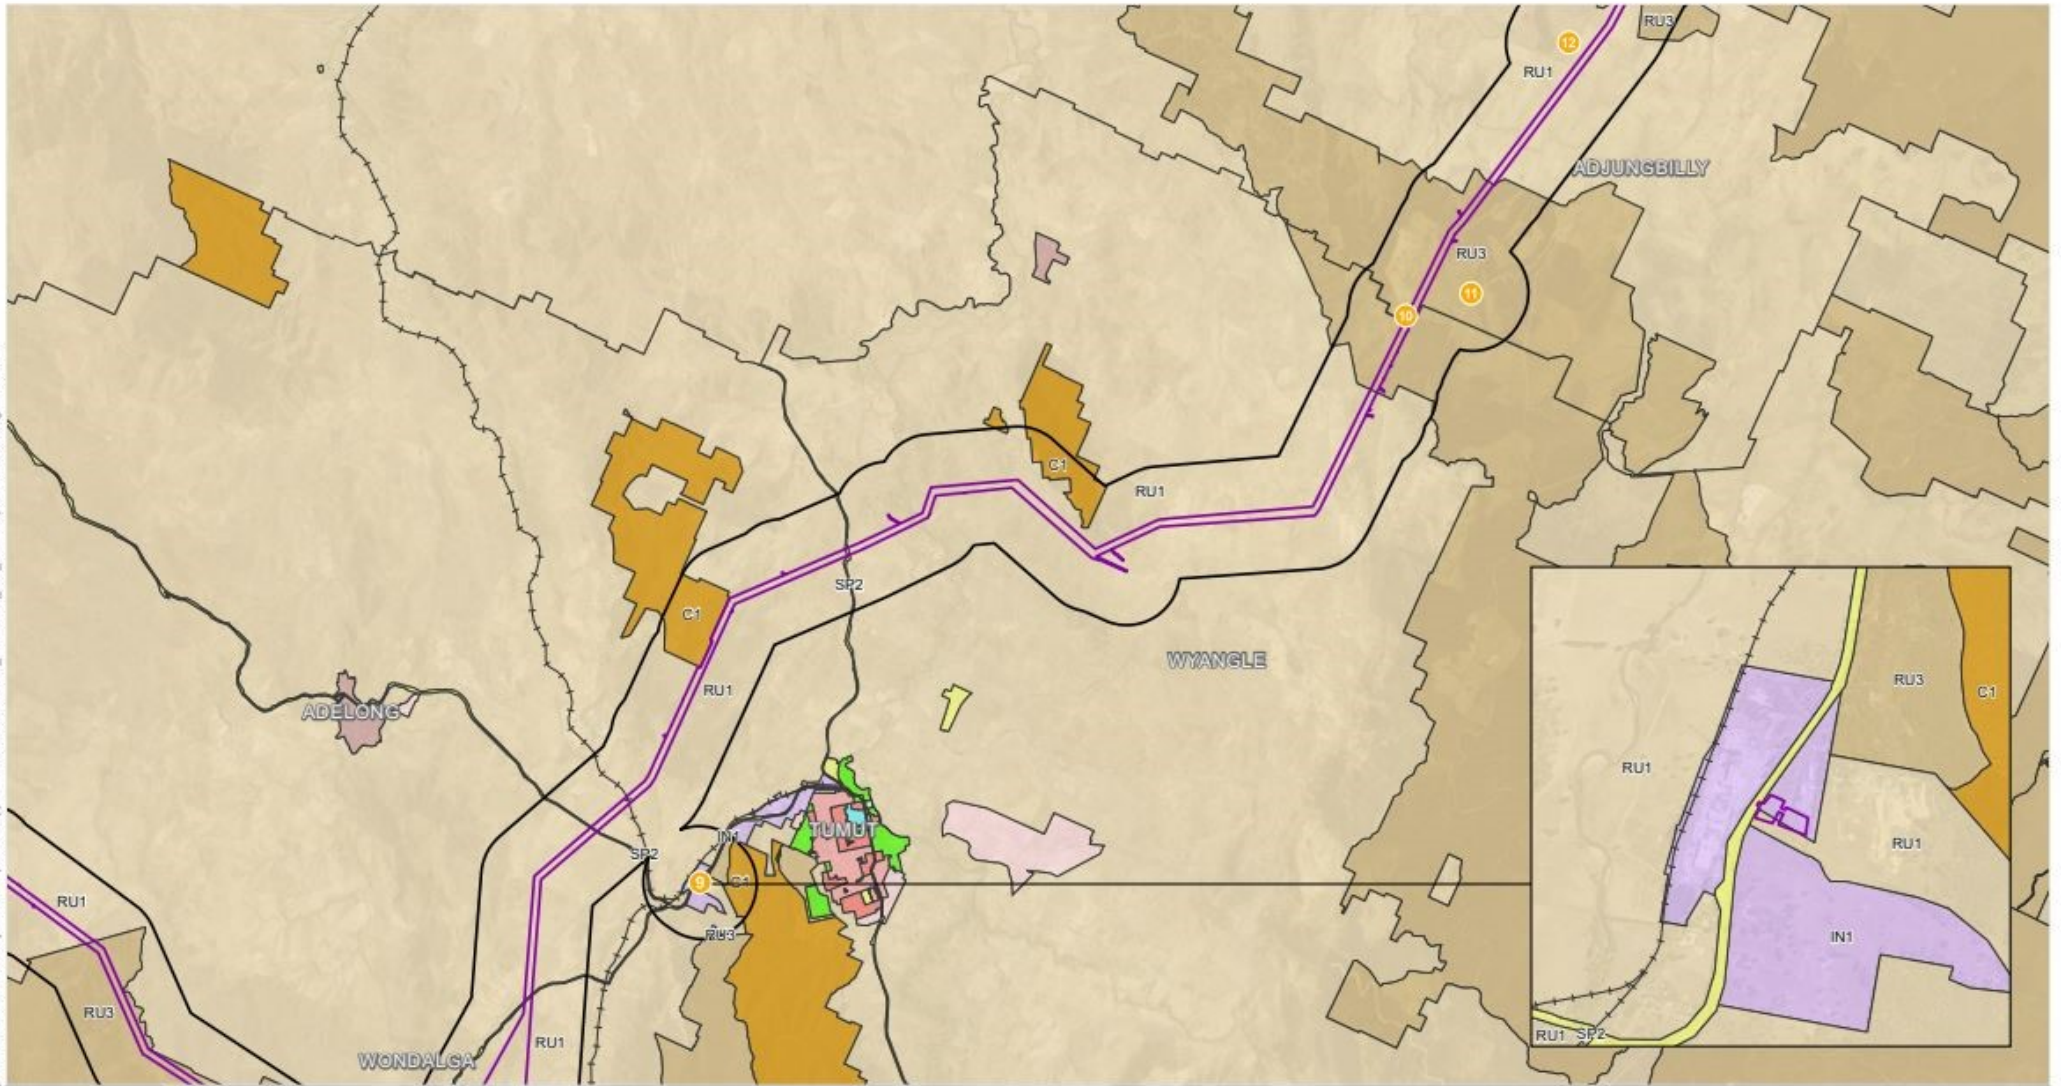 RU3
12
RU1
ADJUNGBILLY
RU3
11
10
C1
RU1
SP2
C1
WYANGLE
RU1
RU3
C1
ADELONG
RU1
TUMUT
IN1
RU1
SP2
9
C1
RU1
RU3
IN1
RU3
RU1
RU1
SP2
WONDALGA